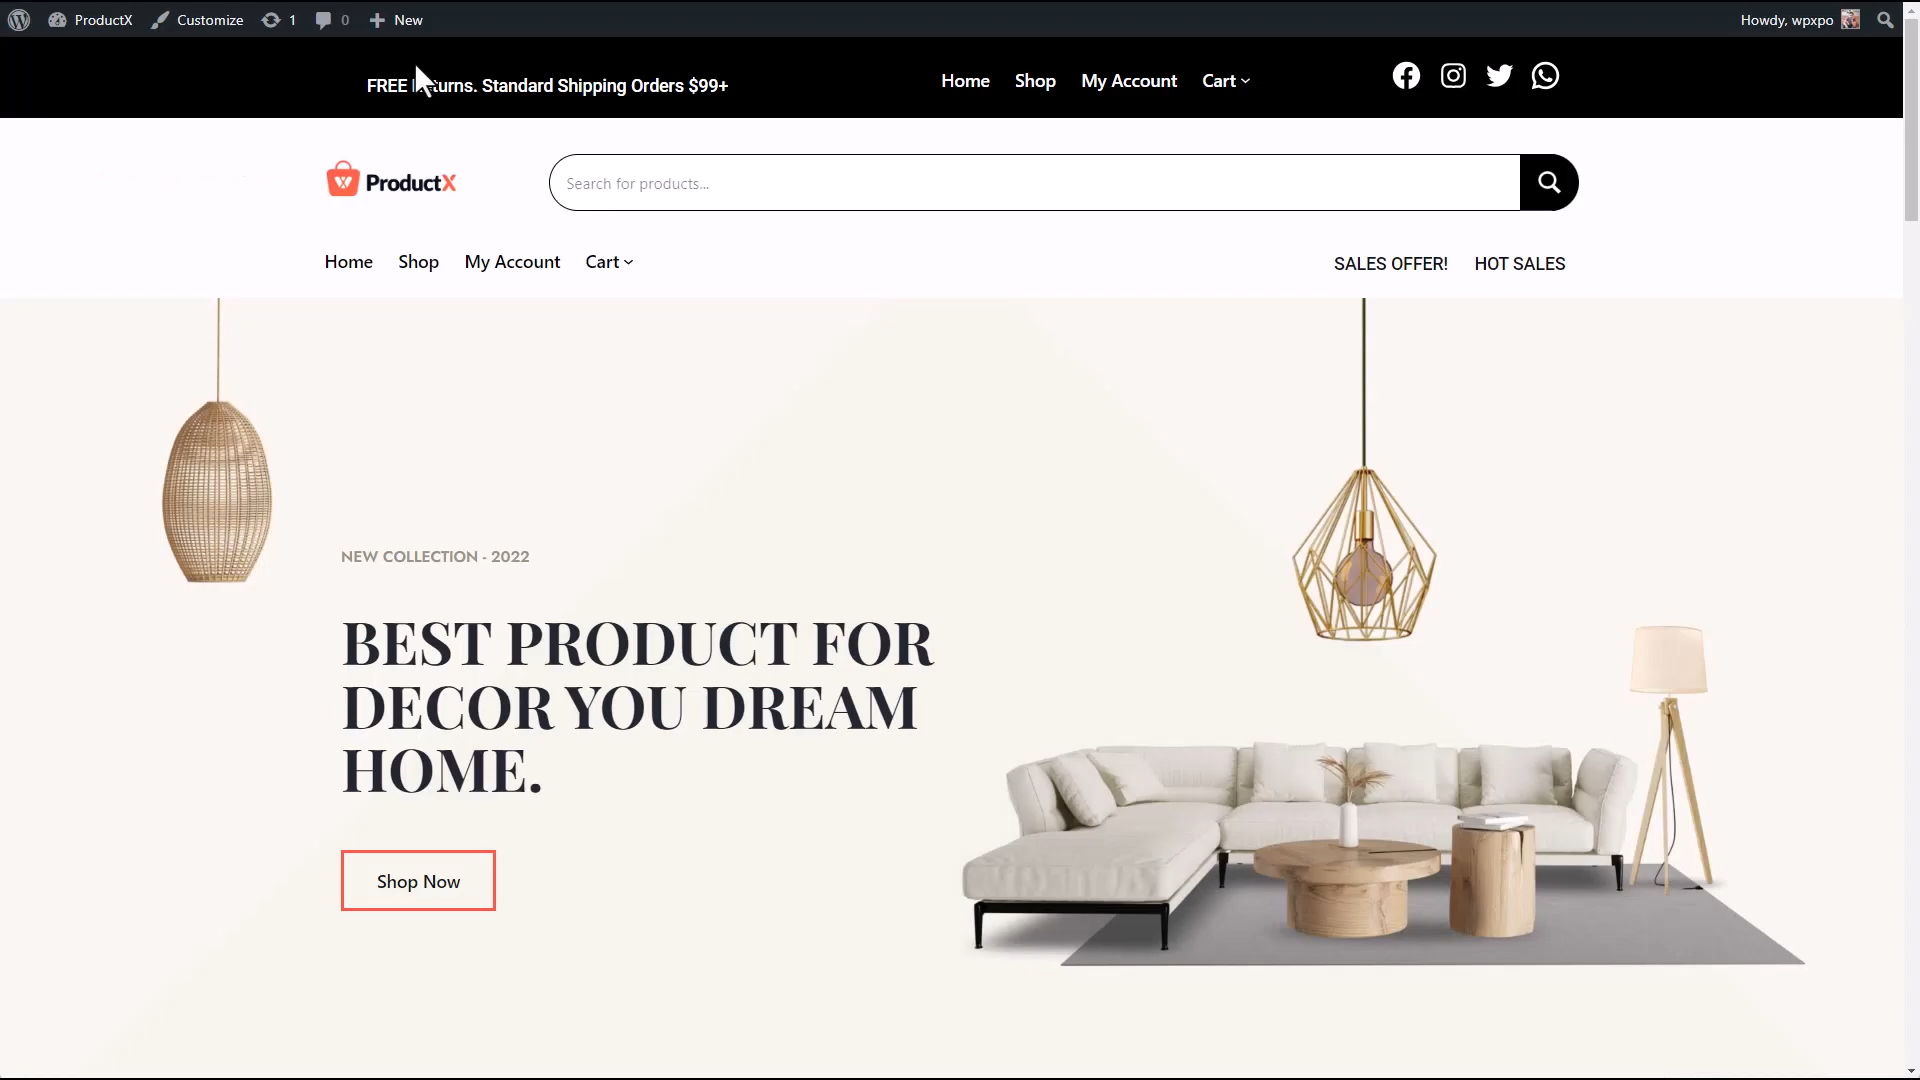 ProductX Customize 1 0 New Howdy, wpxpo
FREE Returns. Standard Shipping Orders $99+ Home Shop My Account Cart
ProductX Search for products...
Home Shop My Account Cart SALES OFFER! HOT SALES
NEW COLLECTION - 2022
BEST PRODUCT FOR
DECOR YOU DREAM
HOME.
Shop Now